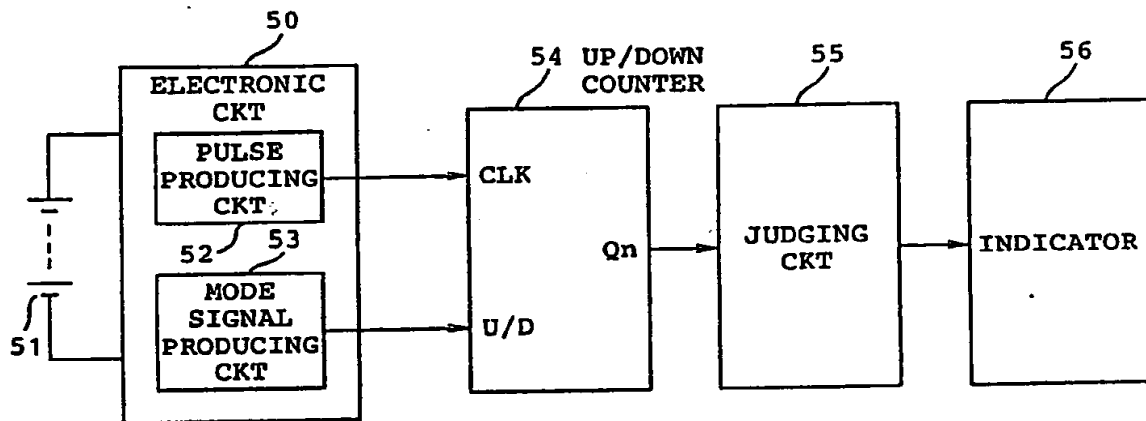 50
ELECTRONIC
CKT
PULSE
PRODUCING
CKT
52
53
MODE
SIGNAL
PRODUCING
CKT
51
54 UP/DOWN
COUNTER
CLK
Qn
U/D
55
JUDGING
CKT
56
INDICATOR